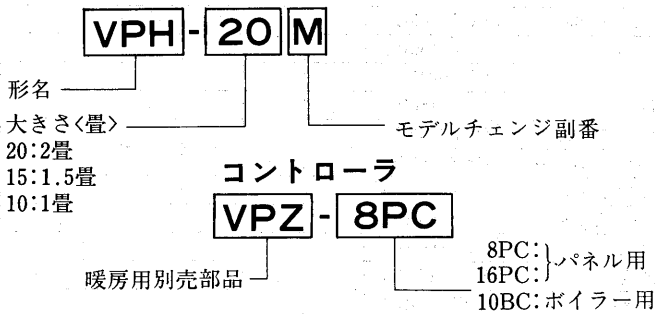 VPH-20M
形名
大きさ<畳>
モデルチェンジ副番
20:2畳
15:1.5畳
10:1畳
コントローラ
VPZ-8PC
暖房用別売部品
8PC:
16PC:
}パネル用
10BC:ボイラー用